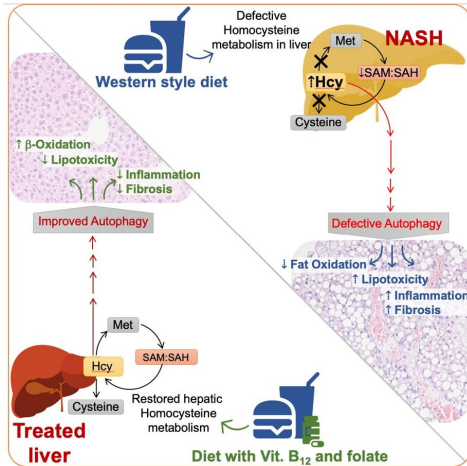 Western style diet
Defective
Homocysteine
metabolism in liver
NASH
Met
↑Hcy
↓SAM:SAH
Cysteine
↑ β-Oxidation
↓ Lipotoxicity
↓ Inflammation
↓ Fibrosis
Improved Autophagy
Defective Autophagy
↓ Fat Oxidation
↑ Lipotoxicity
↑ Inflammation
↑ Fibrosis
Met
Hcy
SAM:SAH
Cysteine
Treated
liver
Restored hepatic
Homocysteine
metabolism
Diet with Vit. B₁₂ and folate